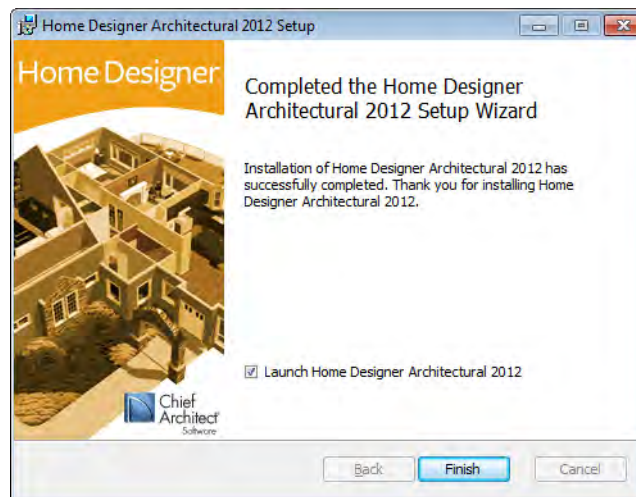 Home Designer Architectural 2012 Setup
Home Designer
Completed the Home Designer
Architectural 2012 Setup Wizard
Installation of Home Designer Architectural 2012 has
successfully completed. Thank you for installing Home
Designer Architectural 2012.
Launch Home Designer Architectural 2012
Chief
Architect
Software
Back Finish Cancel